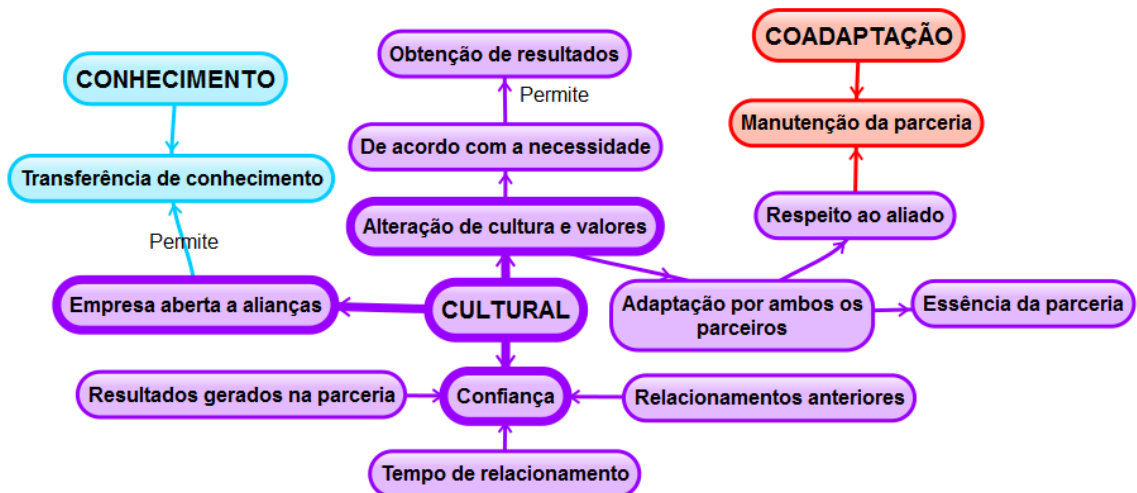 COADAPTAÇÃO
Obtenção de resultados
CONHECIMENTO
Permite
Manutenção da parceria
De acordo com a necessidade
Transferência de conhecimento
Respeito ao aliado
Alteração de cultura e valores
Permite
Empresa aberta a alianças
CULTURAL
Adaptação por ambos os
parceiros
Essência da parceria
Resultados gerados na parceria
Confiança
Relacionamentos anteriores
Tempo de relacionamento